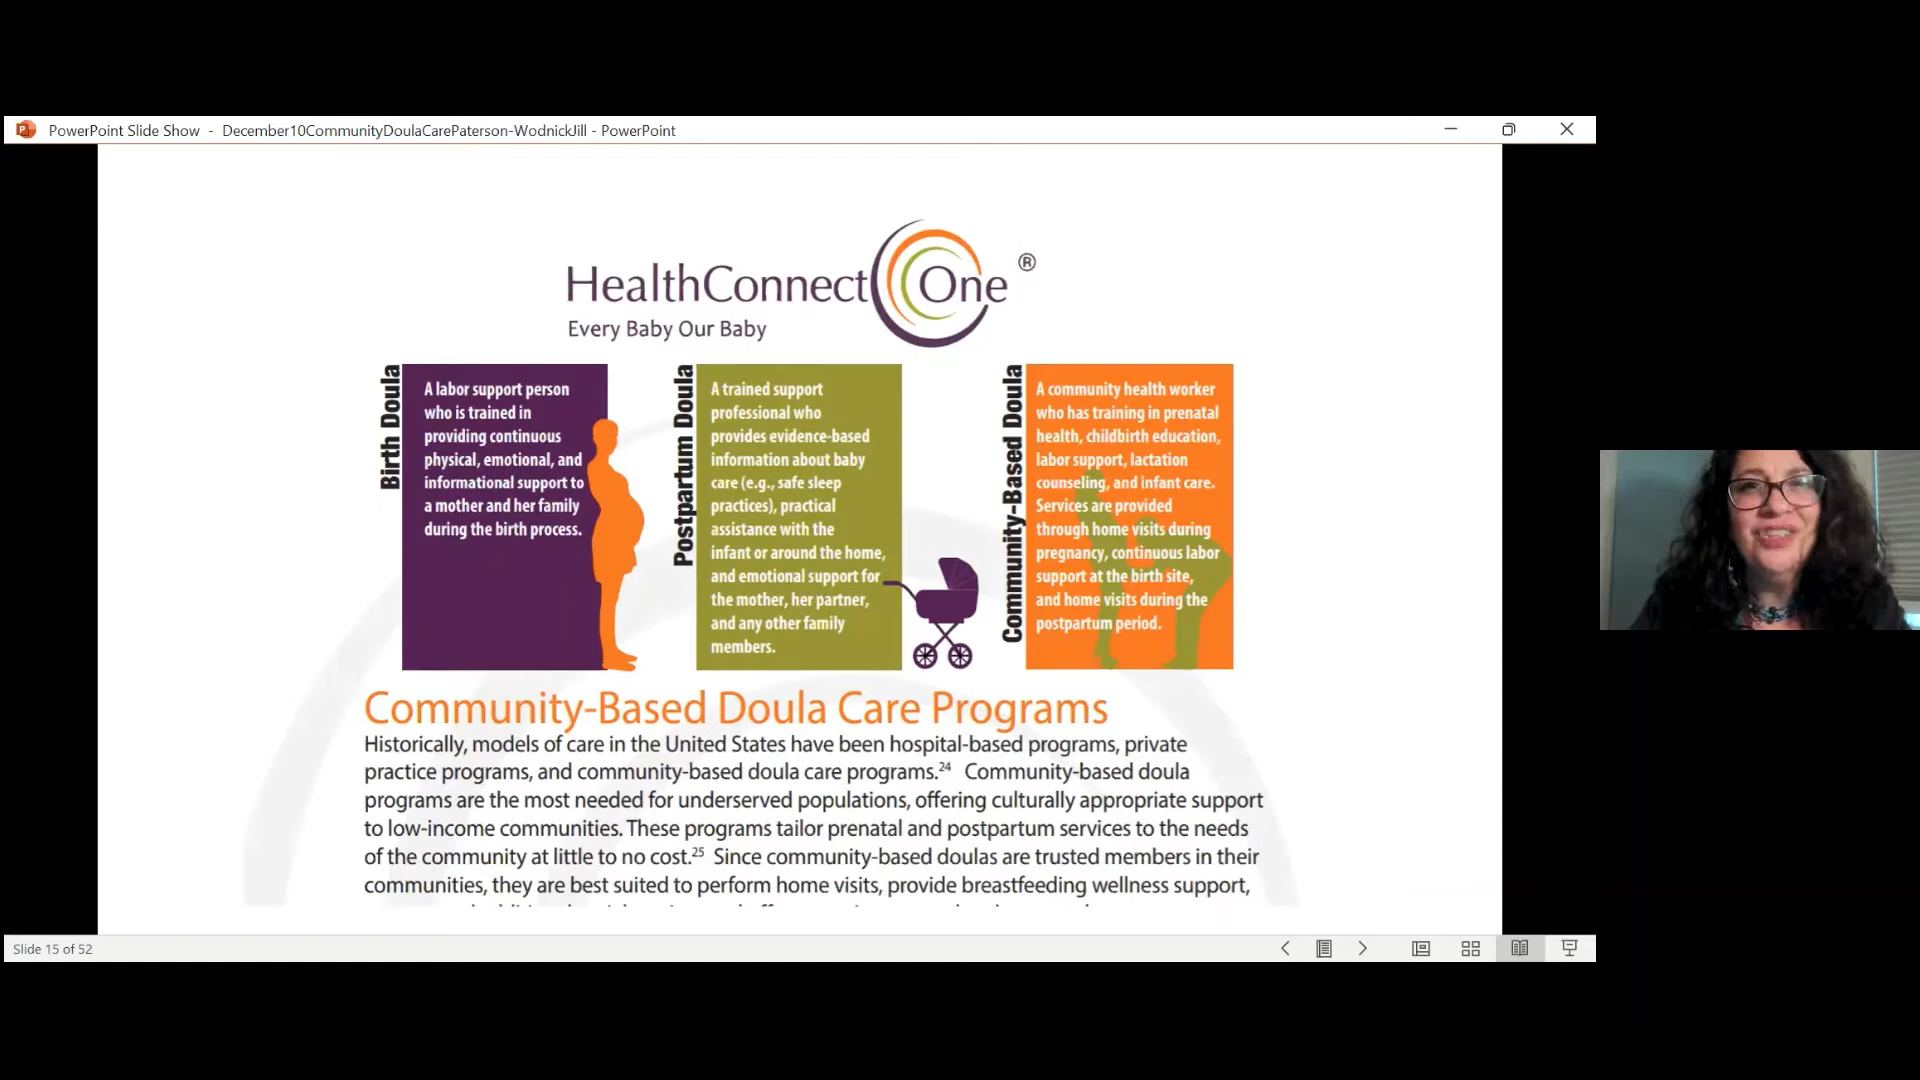 PowerPoint Slide Show - December10CommunityDoulaCarePaterson-WodnickJill - PowerPoint
HealthConnect One ®
Every Baby Our Baby
Birth Doula
A labor support person
who is trained in
providing continuous
physical, emotional, and
informational support to
a mother and her family
during the birth process.
Postpartum Doula
A trained support
professional who
provides evidence-based
information about baby
care (e.g., safe sleep
practices), practical
assistance with the
infant or around the home,
and emotional support for
the mother, her partner,
and any other family
members.
Community-Based Doula
A community health worker
who has training in prenatal
health, childbirth education,
labor support, lactation
counseling, and infant care.
Services are provided
through home visits during
pregnancy, continuous labor
support at the birth site,
and home visits during the
postpartum period.
Community-Based Doula Care Programs
Historically, models of care in the United States have been hospital-based programs, private
practice programs, and community-based doula care programs.24 Community-based doula
programs are the most needed for underserved populations, offering culturally appropriate support
to low-income communities. These programs tailor prenatal and postpartum services to the needs
of the community at little to no cost.25 Since community-based doulas are trusted members in their
communities, they are best suited to perform home visits, provide breastfeeding wellness support,
Slide 15 of 52